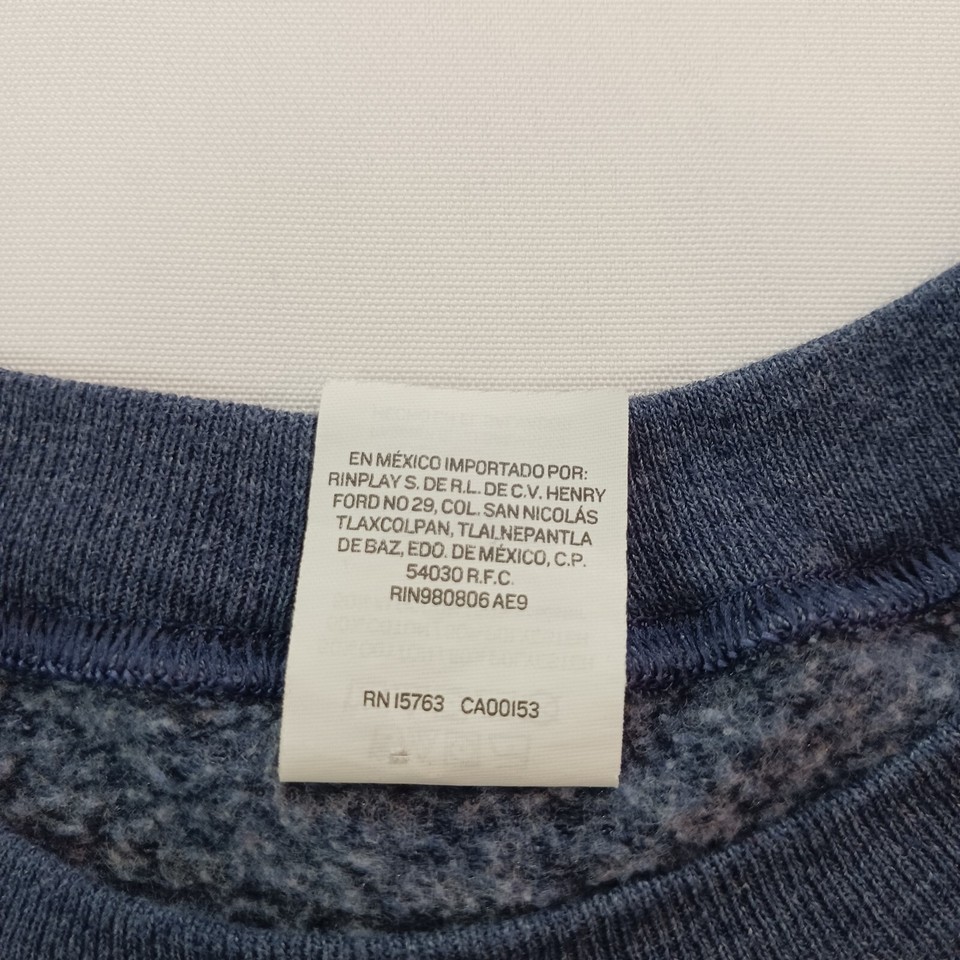 EN MÉXICO IMPORTADO POR:
RINPLAY S. DE R.L. DE C.V. HENRY
FORD NO 29, COL. SAN NICOLÁS
TLAXCOLPAN, TLALNEPANTLA
DE BAZ, EDO. DE MÉXICO, C.P.
54030 R.F.C.
RIN980806 AE9
RN 15763 CA00153